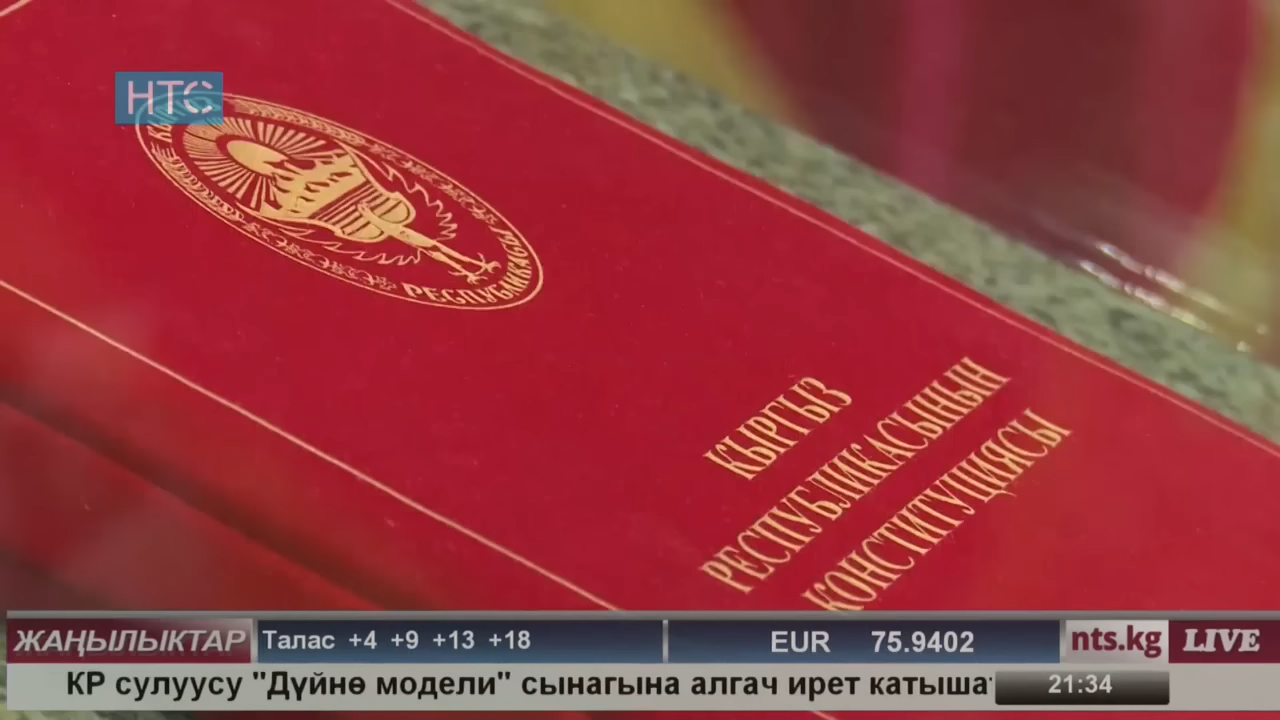 НТС
РЕСПУБЛИКАСЫ
КЫРГЫЗ
РЕСПУБЛИКАСЫНЫН
КОНСТИТУЦИЯСЫ
ЖАҢЫЛЫКТАР
Талас +4 +9 +13 +18
EUR 75.9402
nts.kg
LIVE
КР сулуусу "Дүйнө модели" сынагына алгач ирет
21:34